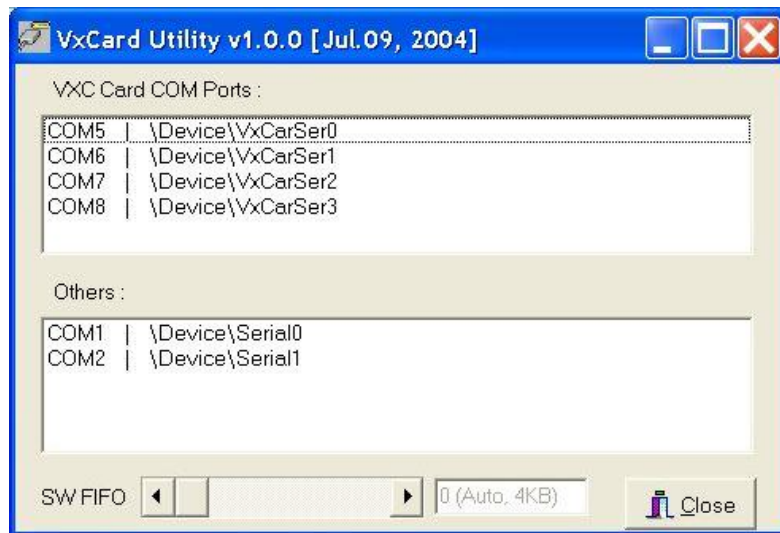 VxCard Utility v1.0.0 [Jul.09, 2004]
VXC Card COM Ports :
COM5 | \Device\VxCarSer0
COM6 | \Device\VxCarSer1
COM7 | \Device\VxCarSer2
COM8 | \Device\VxCarSer3
Others :
COM1 | \Device\Serial0
COM2 | \Device\Serial1
SW FIFO 0 (Auto, 4KB) Close